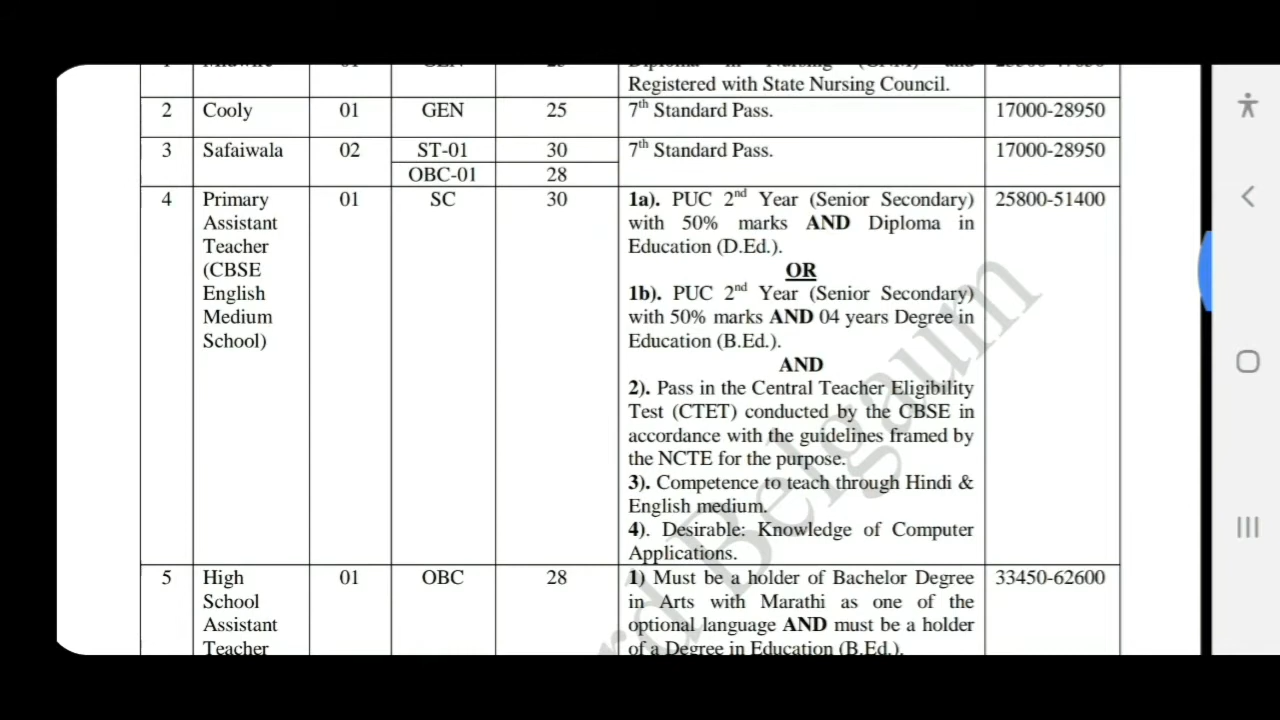 Registered with State Nursing Council.
2 Cooly 01 GEN 25 7th Standard Pass. 17000-28950
3 Safaiwala 02 ST-01 30 7th Standard Pass. 17000-28950
OBC-01 28
4 Primary 01 SC 30 1a). PUC 2nd Year (Senior Secondary) 25800-51400
Assistant with 50% marks AND Diploma in
Teacher Education (D.Ed.).
(CBSE OR
English 1b). PUC 2nd Year (Senior Secondary)
Medium with 50% marks AND 04 years Degree in
School) Education (B.Ed.).
AND
2). Pass in the Central Teacher Eligibility
Test (CTET) conducted by the CBSE in
accordance with the guidelines framed by
the NCTE for the purpose.
3). Competence to teach through Hindi &
English medium.
4). Desirable: Knowledge of Computer
Applications.
5 High 01 OBC 28 1) Must be a holder of Bachelor Degree 33450-62600
School in Arts with Marathi as one of the
Assistant optional language AND must be a holder
Teacher of a Degree in Education (B.Ed.).
Belgaum